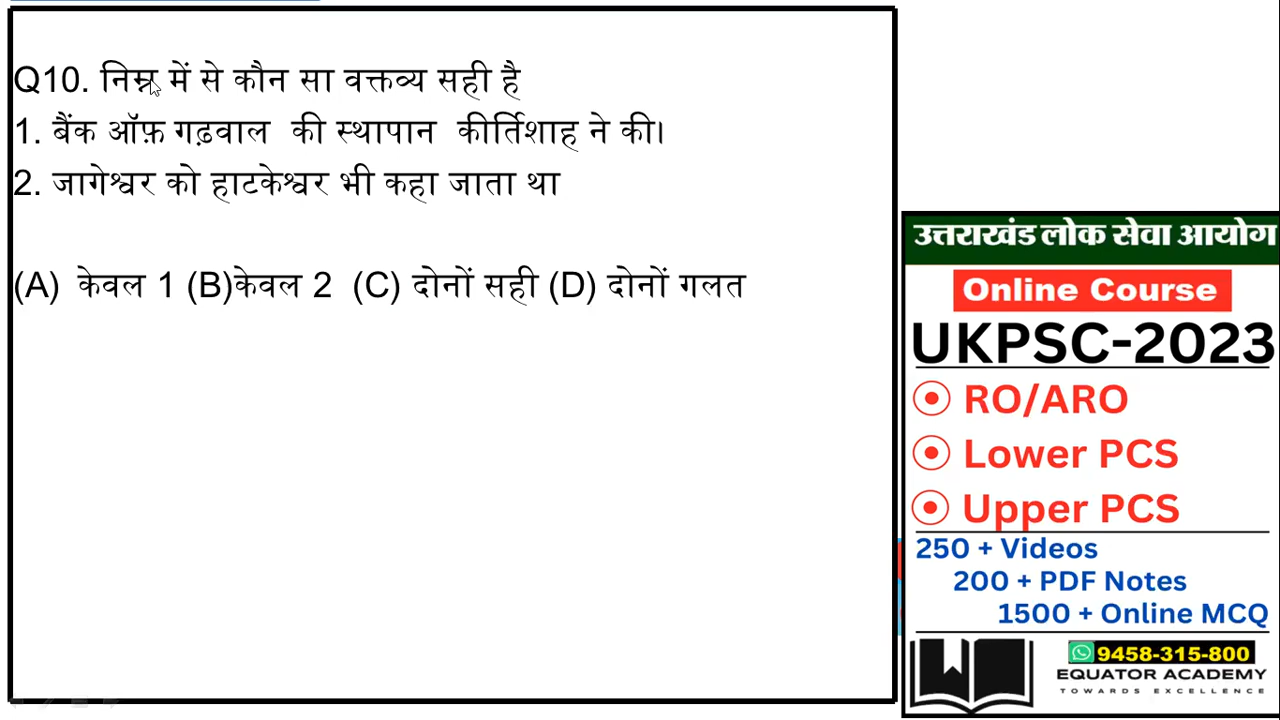 Q10. निम्न में से कौन सा वक्तव्य सही है
1. बैंक ऑफ़ गढ़वाल की स्थापान कीर्तिशाह ने की।
2. जागेश्वर को हाटकेश्वर भी कहा जाता था
(A) केवल 1 (B)केवल 2 (C) दोनों सही (D) दोनों गलत
उत्तराखंड लोक सेवा आयोग
Online Course
UKPSC-2023
RO/ARO
Lower PCS
Upper PCS
250 + Videos
200 + PDF Notes
1500 + Online MCQ
9458-315-800
EQUATOR ACADEMY
TOWARDS EXCELLENCE